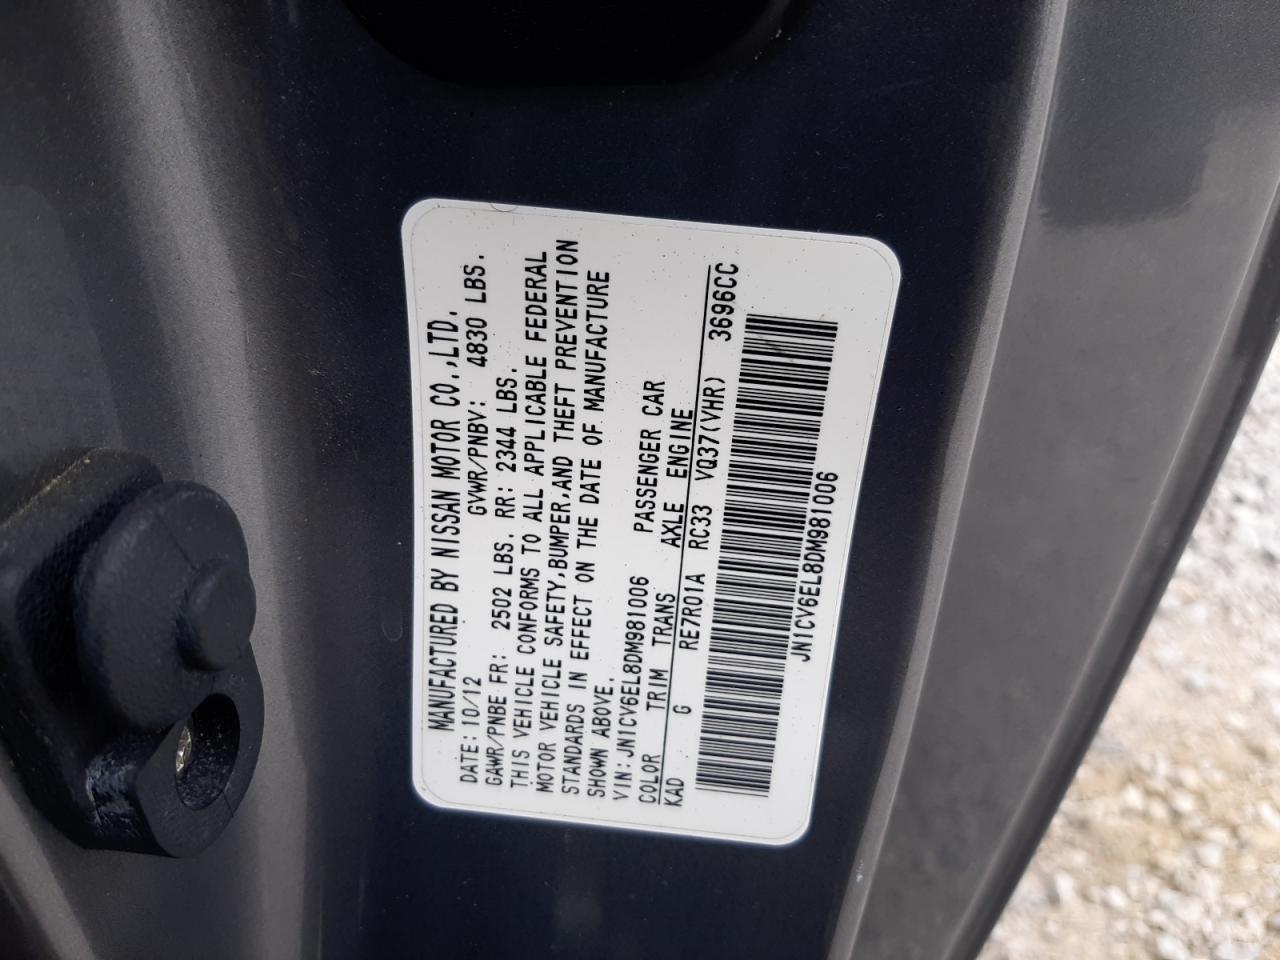 MANUFACTURED BY NISSAN MOTOR CO.,LTD.
DATE:10/12 GVWR/PNBV: 4830 LBS.
GAWR/PNBE FR: 2502 LBS. RR: 2344 LBS.
THIS VEHICLE CONFORMS TO ALL APPLICABLE FEDERAL
MOTOR VEHICLE SAFETY,BUMPER,AND THEFT PREVENTION
STANDARDS IN EFFECT ON THE DATE OF MANUFACTURE
SHOWN ABOVE.
VIN:JN1CV6EL8DM981006 PASSENGER CAR
COLOR TRIM TRANS AXLE ENGINE
KAD G RE7R01A RC33 VQ37(VHR) 3696CC
JN1CV6EL8DM981006